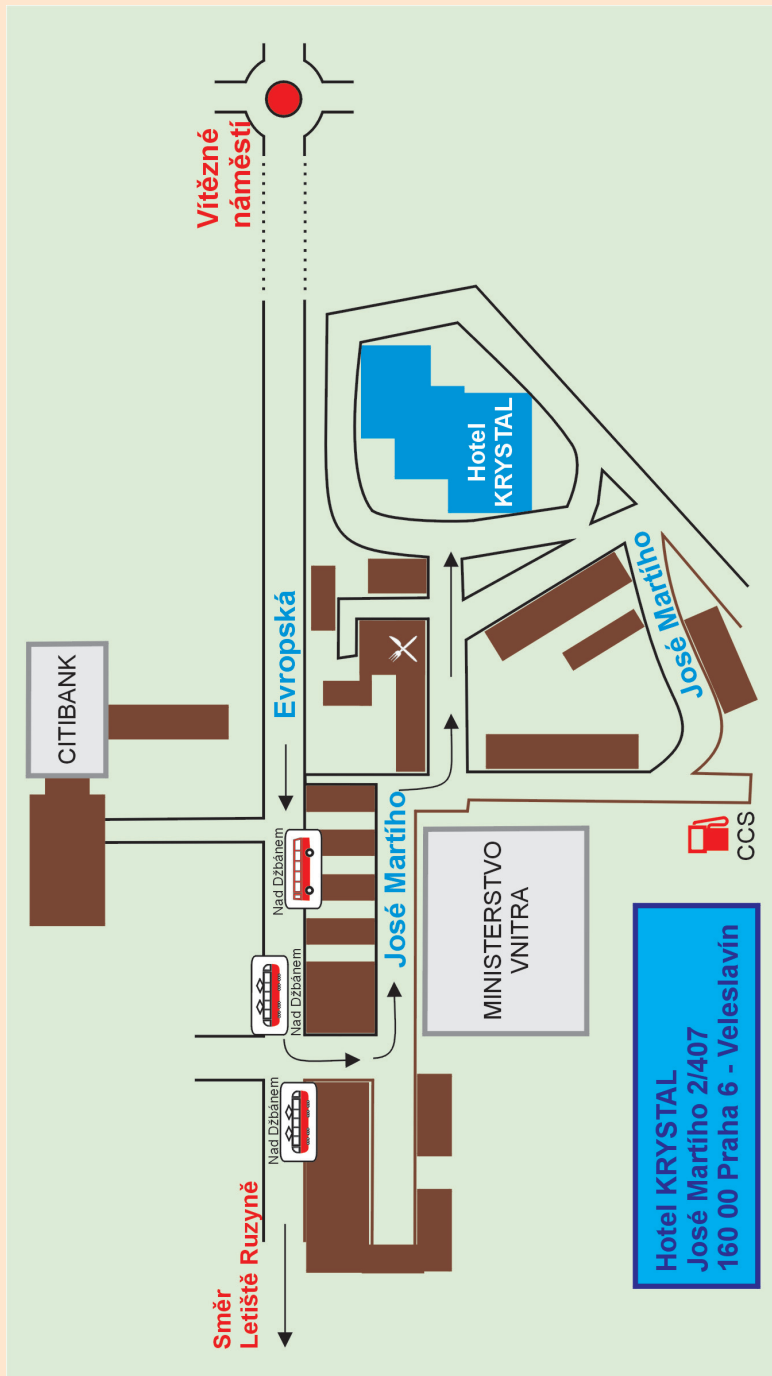 Vítězné
náměstí
CITIBANK
Evropská
Hotel
KRYSTAL
Nad Džbánem
Nad Džbánem
Nad Džbánem
José Martího
José Martího
MINISTERSTVO
VNITRA
CCS
Směr
Letiště Ruzyně
Hotel KRYSTAL
José Martího 2/407
160 00 Praha 6 - Veleslavín